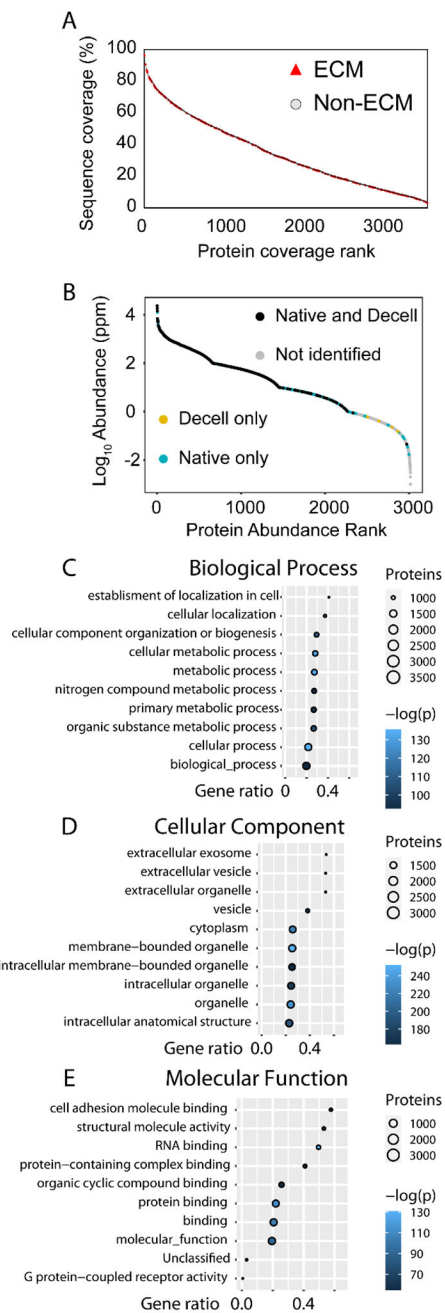 A
Sequence coverage (%)
100
80
60
40
20
0
ECM
Non-ECM
0 1000 2000 3000
Protein coverage rank
B
Log10 Abundance (ppm)
4
2
0
-2
Native and Decell
Not identified
Decell only
Native only
0 1000 2000 3000
Protein Abundance Rank
C Biological Process
establisment of localization in cell
cellular localization
cellular component organization or biogenesis
cellular metabolic process
metabolic process
nitrogen compound metabolic process
primary metabolic process
organic substance metabolic process
cellular process
biological_process
Gene ratio 0 0.4
Proteins
1000
1500
2000
2500
3000
3500
−log(p)
130
120
110
100
D Cellular Component
extracellular exosome
extracellular vesicle
extracellular organelle
vesicle
cytoplasm
membrane−bounded organelle
intracellular membrane−bounded organelle
intracellular organelle
organelle
intracellular anatomical structure
0.0 0.4
Gene ratio
Proteins
1500
2000
2500
3000
−log(p)
240
220
200
180
E Molecular Function
cell adhesion molecule binding
structural molecule activity
RNA binding
protein−containing complex binding
organic cyclic compound binding
protein binding
binding
molecular_function
Unclassified
G protein−coupled receptor activity
0.0 0.4
Gene ratio
Proteins
1000
2000
3000
−log(p)
130
110
90
70